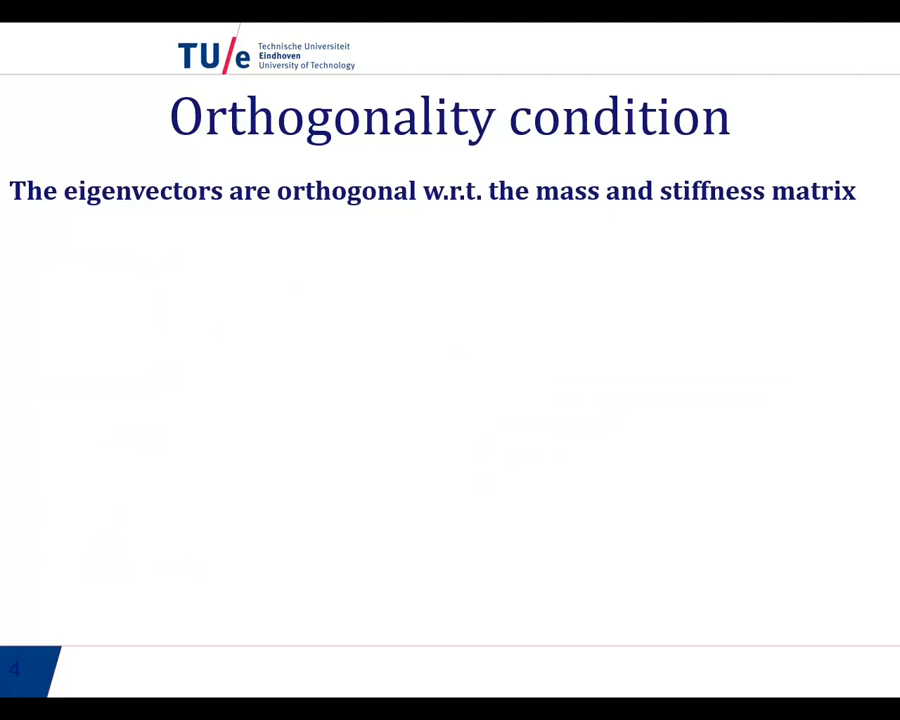 TU/e
Technische Universiteit
Eindhoven
University of Technology
Orthogonality condition
The eigenvectors are orthogonal w.r.t. the mass and stiffness matrix
4